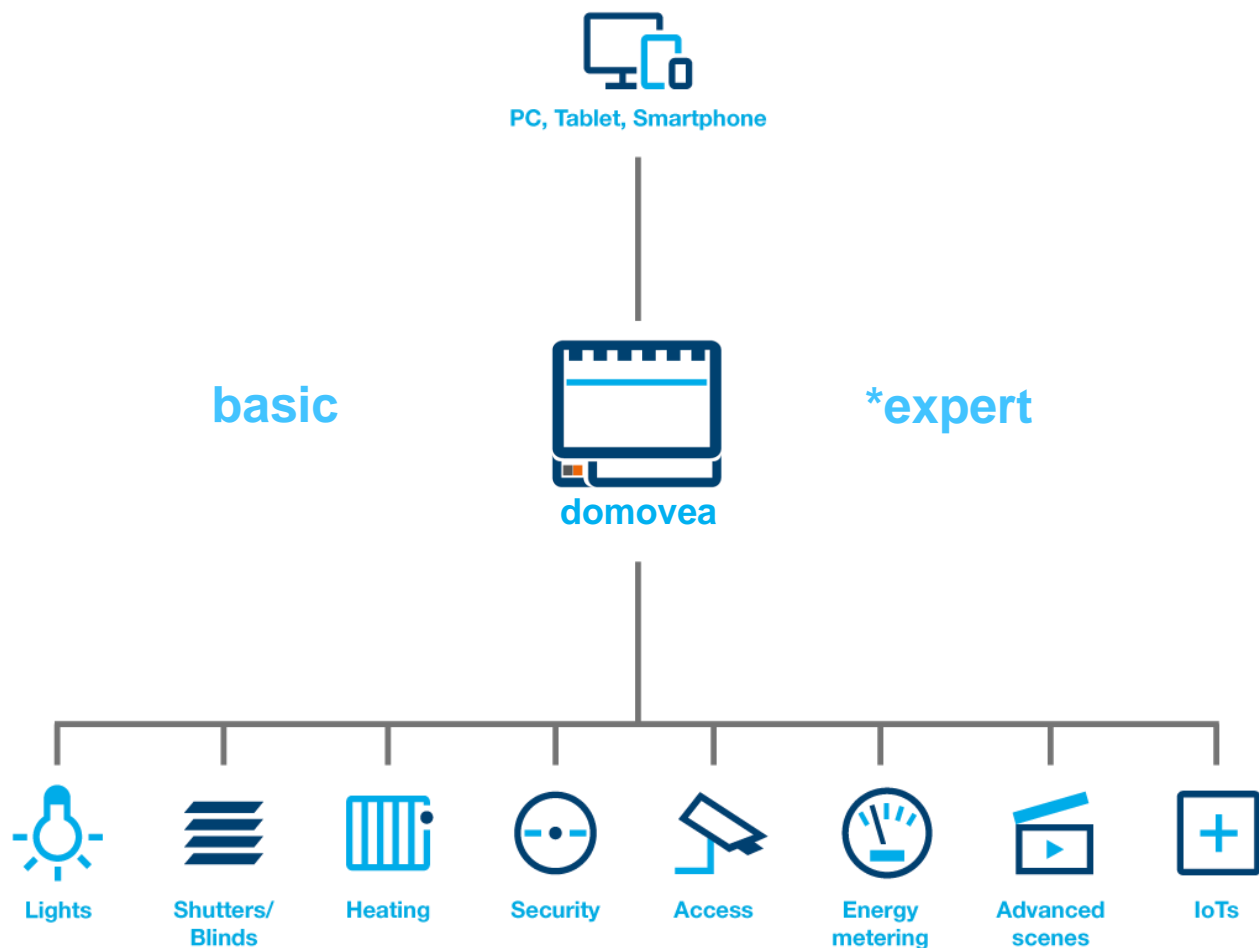 PC, Tablet, Smartphone
basic
*expert
domovea
Lights
Shutters/
Blinds
Heating
Security
Access
Energy
metering
Advanced
scenes
IoTs